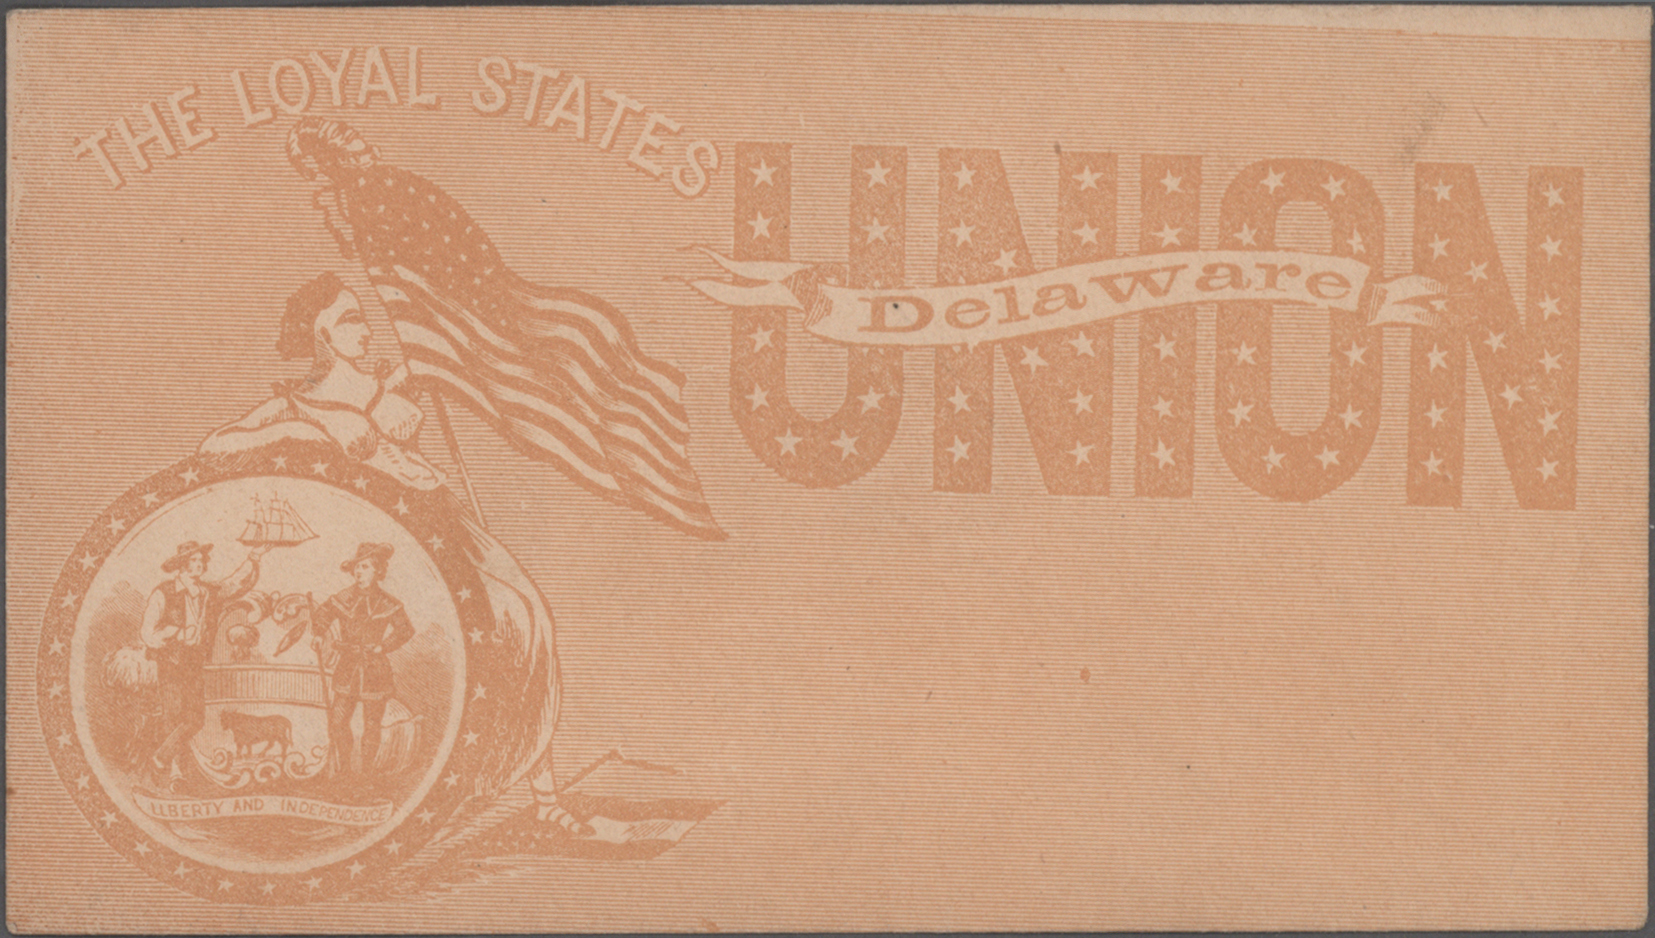 THE LOYAL STATES
UNION
Delaware
LIBERTY AND INDEPENDENCE